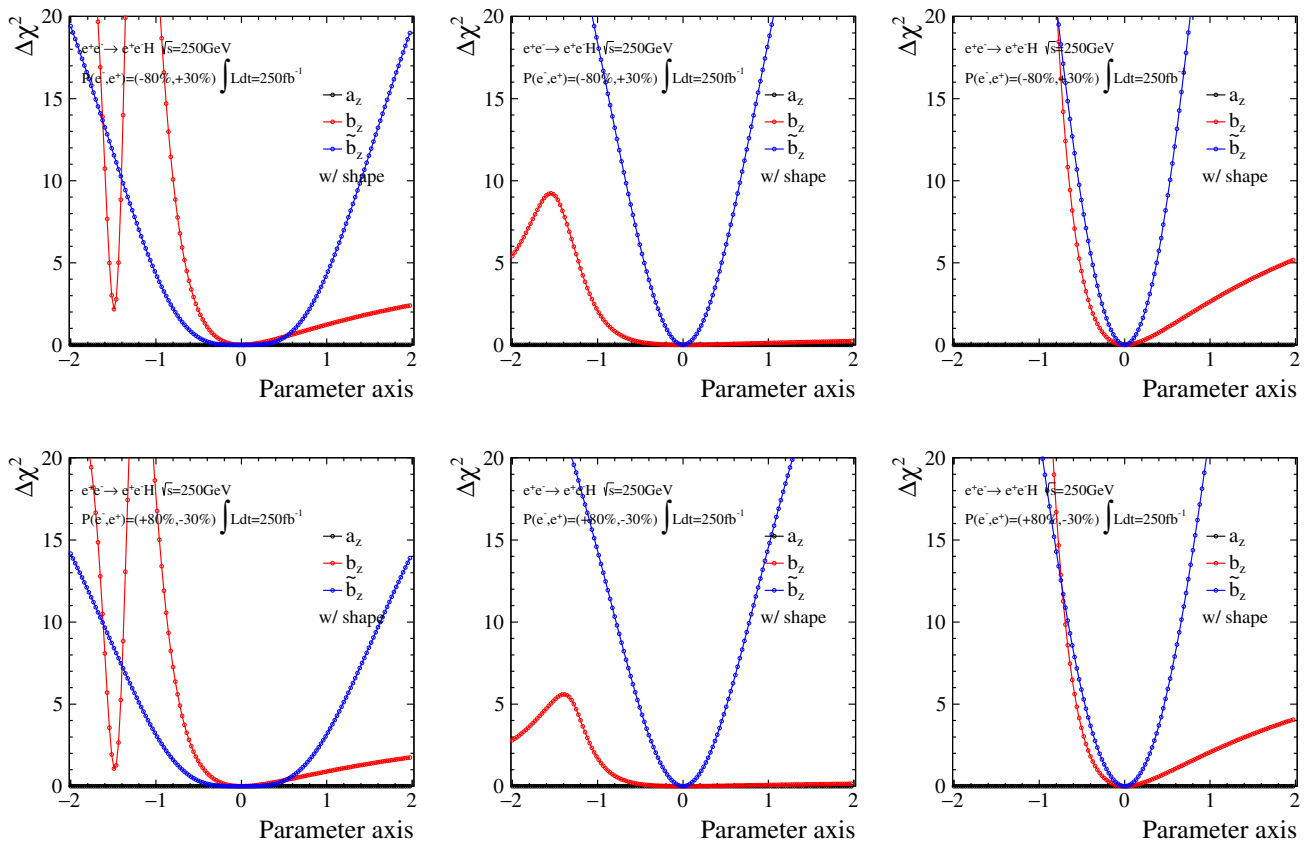 Δχ²
20
15
10
5
0
e⁺e⁻→ e⁺e⁻H √s=250GeV
P(e⁻,e⁺)=(-80%,+30%) ∫Ldt=250fb⁻¹
a_z
b_z
b̃_z
w/ shape
−2 −1 0 1 2
Parameter axis
Δχ²
20
15
10
5
0
e⁺e⁻→ e⁺e⁻H √s=250GeV
P(e⁻,e⁺)=(-80%,+30%) ∫Ldt=250fb⁻¹
a_z
b_z
b̃_z
w/ shape
−2 −1 0 1 2
Parameter axis
Δχ²
20
15
10
5
0
e⁺e⁻→ e⁺e⁻H √s=250GeV
P(e⁻,e⁺)=(-80%,+30%) ∫Ldt=250fb⁻¹
a_z
b_z
b̃_z
w/ shape
−2 −1 0 1 2
Parameter axis
Δχ²
20
15
10
5
0
e⁺e⁻→ e⁺e⁻H √s=250GeV
P(e⁻,e⁺)=(+80%,-30%) ∫Ldt=250fb⁻¹
a_z
b_z
b̃_z
w/ shape
−2 −1 0 1 2
Parameter axis
Δχ²
20
15
10
5
0
e⁺e⁻→ e⁺e⁻H √s=250GeV
P(e⁻,e⁺)=(+80%,-30%) ∫Ldt=250fb⁻¹
a_z
b_z
b̃_z
w/ shape
−2 −1 0 1 2
Parameter axis
Δχ²
20
15
10
5
0
e⁺e⁻→ e⁺e⁻H √s=250GeV
P(e⁻,e⁺)=(+80%,-30%) ∫Ldt=250fb⁻¹
a_z
b_z
b̃_z
w/ shape
−2 −1 0 1 2
Parameter axis